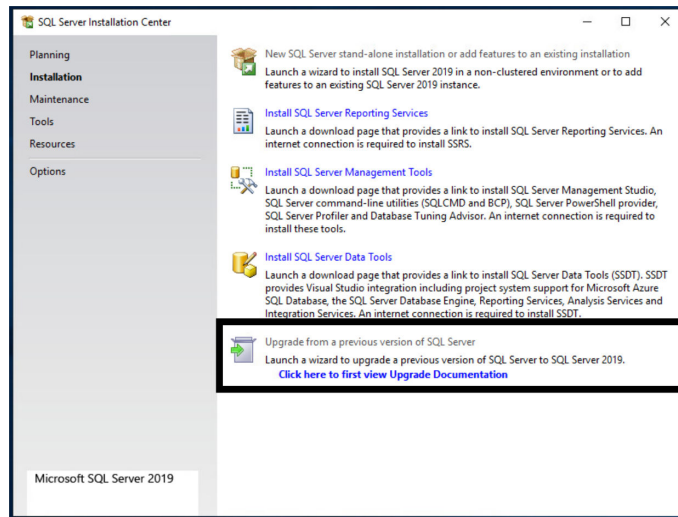 SQL Server Installation Center
Planning
Installation
Maintenance
Tools
Resources
Options
New SQL Server stand-alone installation or add features to an existing installation
Launch a wizard to install SQL Server 2019 in a non-clustered environment or to add
features to an existing SQL Server 2019 instance.
Install SQL Server Reporting Services
Launch a download page that provides a link to install SQL Server Reporting Services. An
internet connection is required to install SSRS.
Install SQL Server Management Tools
Launch a download page that provides a link to install SQL Server Management Studio,
SQL Server command-line utilities (SQLCMD and BCP), SQL Server PowerShell provider,
SQL Server Profiler and Database Tuning Advisor. An internet connection is required to
install these tools.
Install SQL Server Data Tools
Launch a download page that provides a link to install SQL Server Data Tools (SSDT). SSDT
provides Visual Studio integration including project system support for Microsoft Azure
SQL Database, the SQL Server Database Engine, Reporting Services, Analysis Services and
Integration Services. An internet connection is required to install SSDT.
Upgrade from a previous version of SQL Server
Launch a wizard to upgrade a previous version of SQL Server to SQL Server 2019.
Click here to first view Upgrade Documentation
Microsoft SQL Server 2019